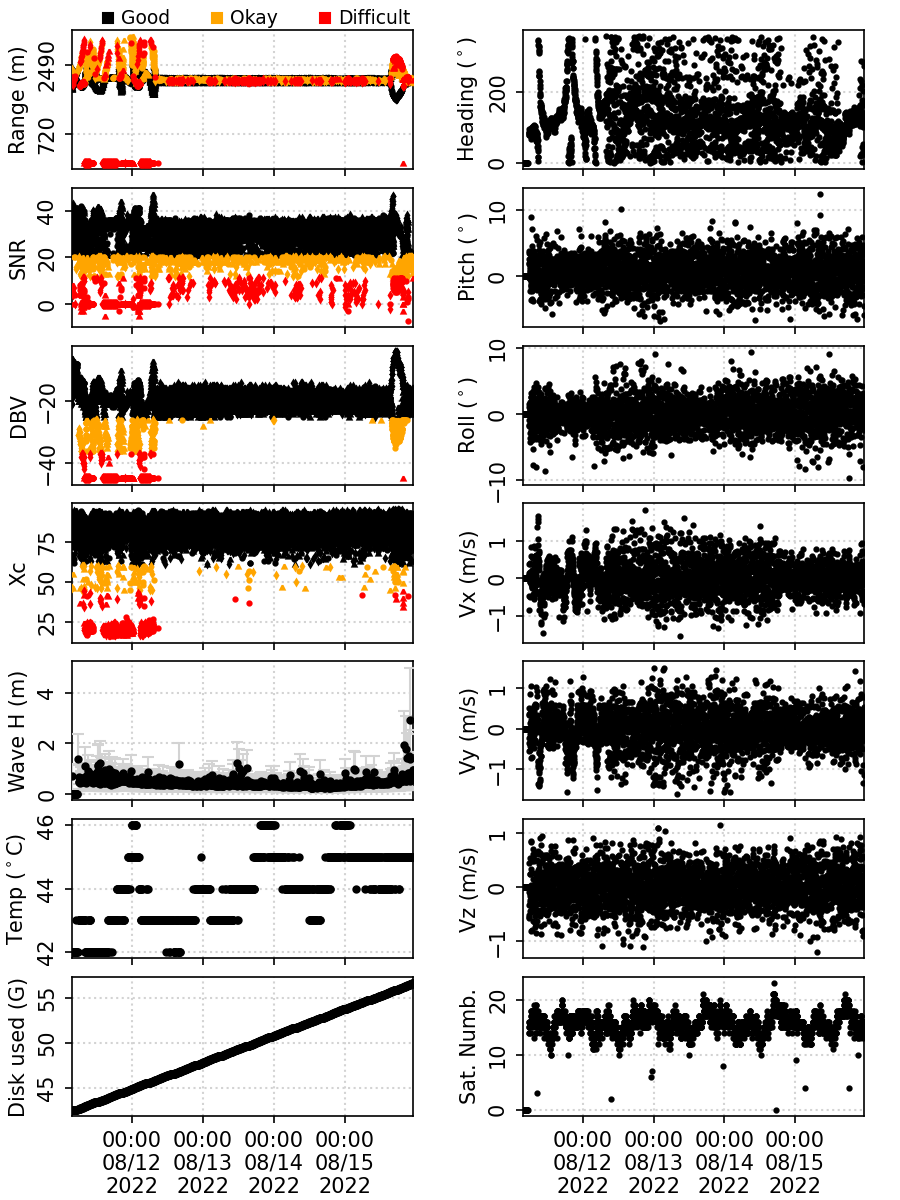 Good Okay Difficult
Range (m)
2490
720
Heading (°)
200
0
SNR
40
20
0
Pitch (°)
10
0
DBV
−20
−40
Roll (°)
10
0
−10
Xc
75
50
25
Vx (m/s)
1
0
−1
Wave H (m)
4
2
0
Vy (m/s)
1
0
−1
Temp (°C)
46
44
42
Vz (m/s)
1
0
−1
Disk used (G)
55
50
45
Sat. Numb.
20
10
0
00:00 00:00 00:00 00:00 00:00 00:00 00:00 00:00
08/12 08/13 08/14 08/15 08/12 08/13 08/14 08/15
2022 2022 2022 2022 2022 2022 2022 2022